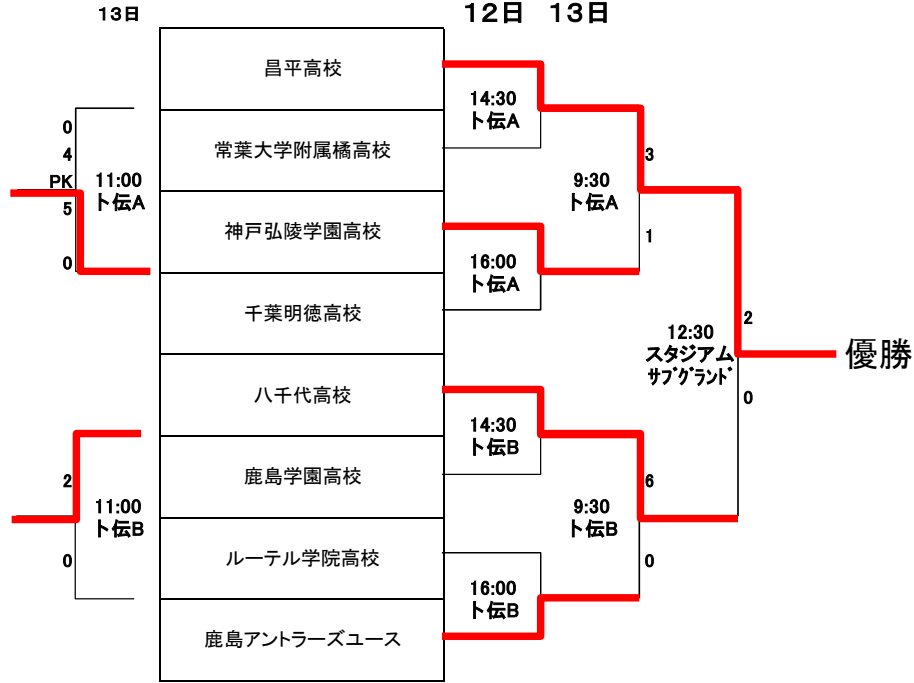 13日
12日 13日
昌平高校
常葉大学附属橘高校
神戸弘陵学園高校
千葉明徳高校
八千代高校
鹿島学園高校
ルーテル学院高校
鹿島アントラーズユース
0
4
PK
5
0
11:00
ト伝A
2
0
11:00
ト伝B
14:30
ト伝A
16:00
ト伝A
14:30
ト伝B
16:00
ト伝B
9:30
ト伝A
3
1
9:30
ト伝B
6
0
12:30
スタジアム
サブグランド
2
0
優勝